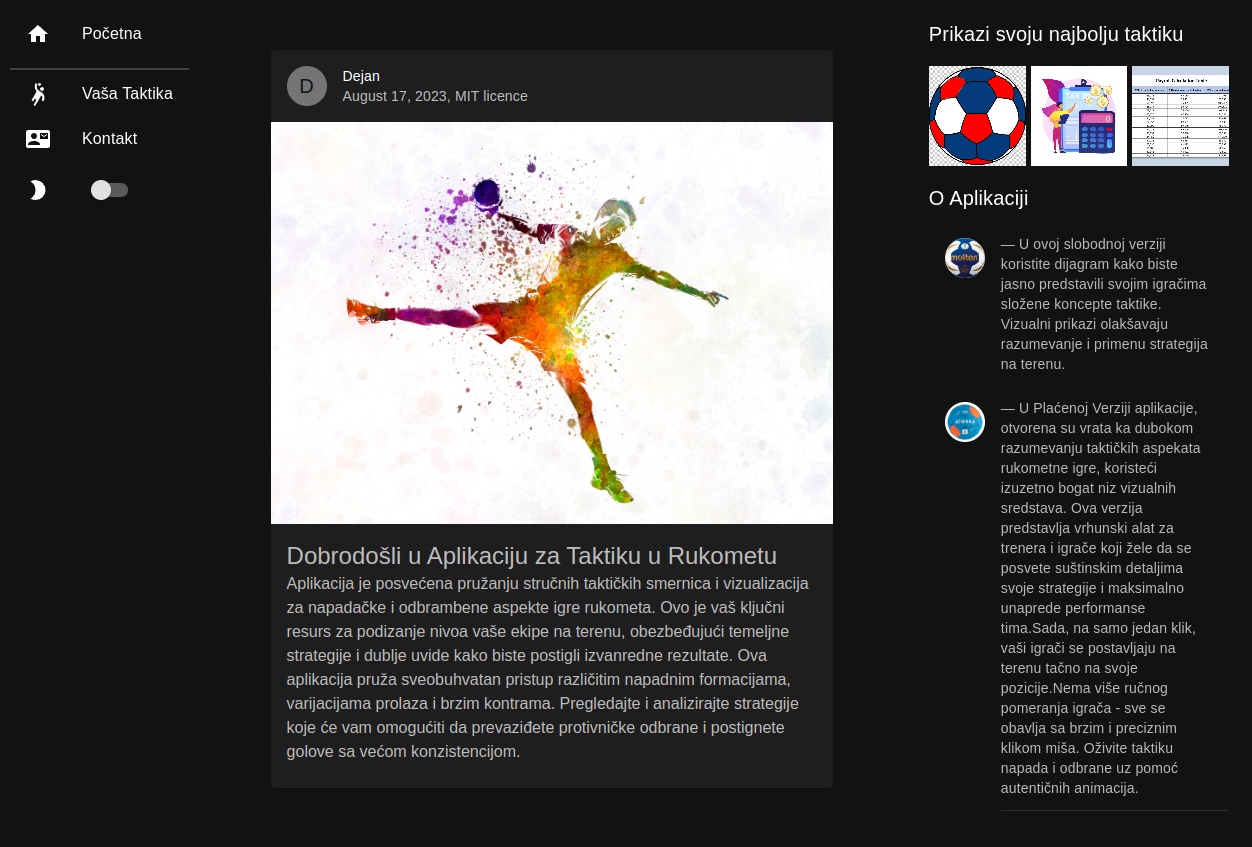 Početna
Vaša Taktika
Kontakt
D
Dejan
August 17, 2023, MIT licence
Dobrodošli u Aplikaciju za Taktiku u Rukometu
Aplikacija je posvećena pružanju stručnih taktičkih smernica i vizualizacija
za napadačke i odbrambene aspekte igre rukometa. Ovo je vaš ključni
resurs za podizanje nivoa vaše ekipe na terenu, obezbeđujući temeljne
strategije i dublje uvide kako biste postigli izvanredne rezultate. Ova
aplikacija pruža sveobuhvatan pristup različitim napadnim formacijama,
varijacijama prolaza i brzim kontrama. Pregledajte i analizirajte strategije
koje će vam omogućiti da prevaziđete protivničke odbrane i postignete
golove sa većom konzistencijom.
Prikazi svoju najbolju taktiku
TAX
O Aplikaciji
molten
— U ovoj slobodnoj verziji
koristite dijagram kako biste
jasno predstavili svojim igračima
složene koncepte taktike.
Vizualni prikazi olakšavaju
razumevanje i primenu strategija
na terenu.
— U Plaćenoj Verziji aplikacije,
otvorena su vrata ka dubokom
razumevanju taktičkih aspekata
rukometne igre, koristeći
izuzetno bogat niz vizualnih
sredstava. Ova verzija
predstavlja vrhunski alat za
trenera i igrače koji žele da se
posvete suštinskim detaljima
svoje strategije i maksimalno
unaprede performanse
tima.Sada, na samo jedan klik,
vaši igrači se postavljaju na
terenu tačno na svoje
pozicije.Nema više ručnog
pomeranja igrača - sve se
obavlja sa brzim i preciznim
klikom miša. Oživite taktiku
napada i odbrane uz pomoć
autentičnih animacija.